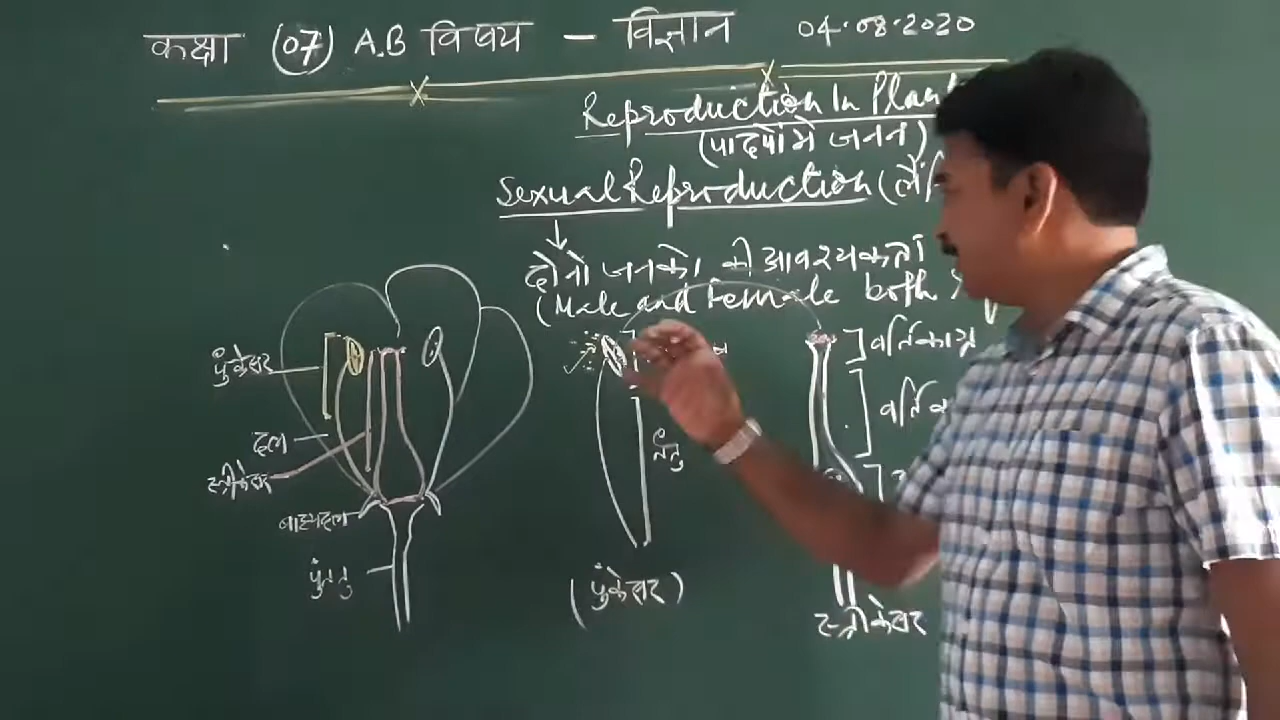 कक्षा (07) A.B विषय – विज्ञान 04.08.2020
Reproduction In Plant
(पादपों में जनन)
Sexual Reproduction (लैं
दोनो जनको की आवश्यकता
(Male and Female both
पुंकेसर
दल
स्त्रीकेसर
बाह्यदल
तंतु
(पुंकेसर)
वर्तिकाग्र
स्त्रीकेसर